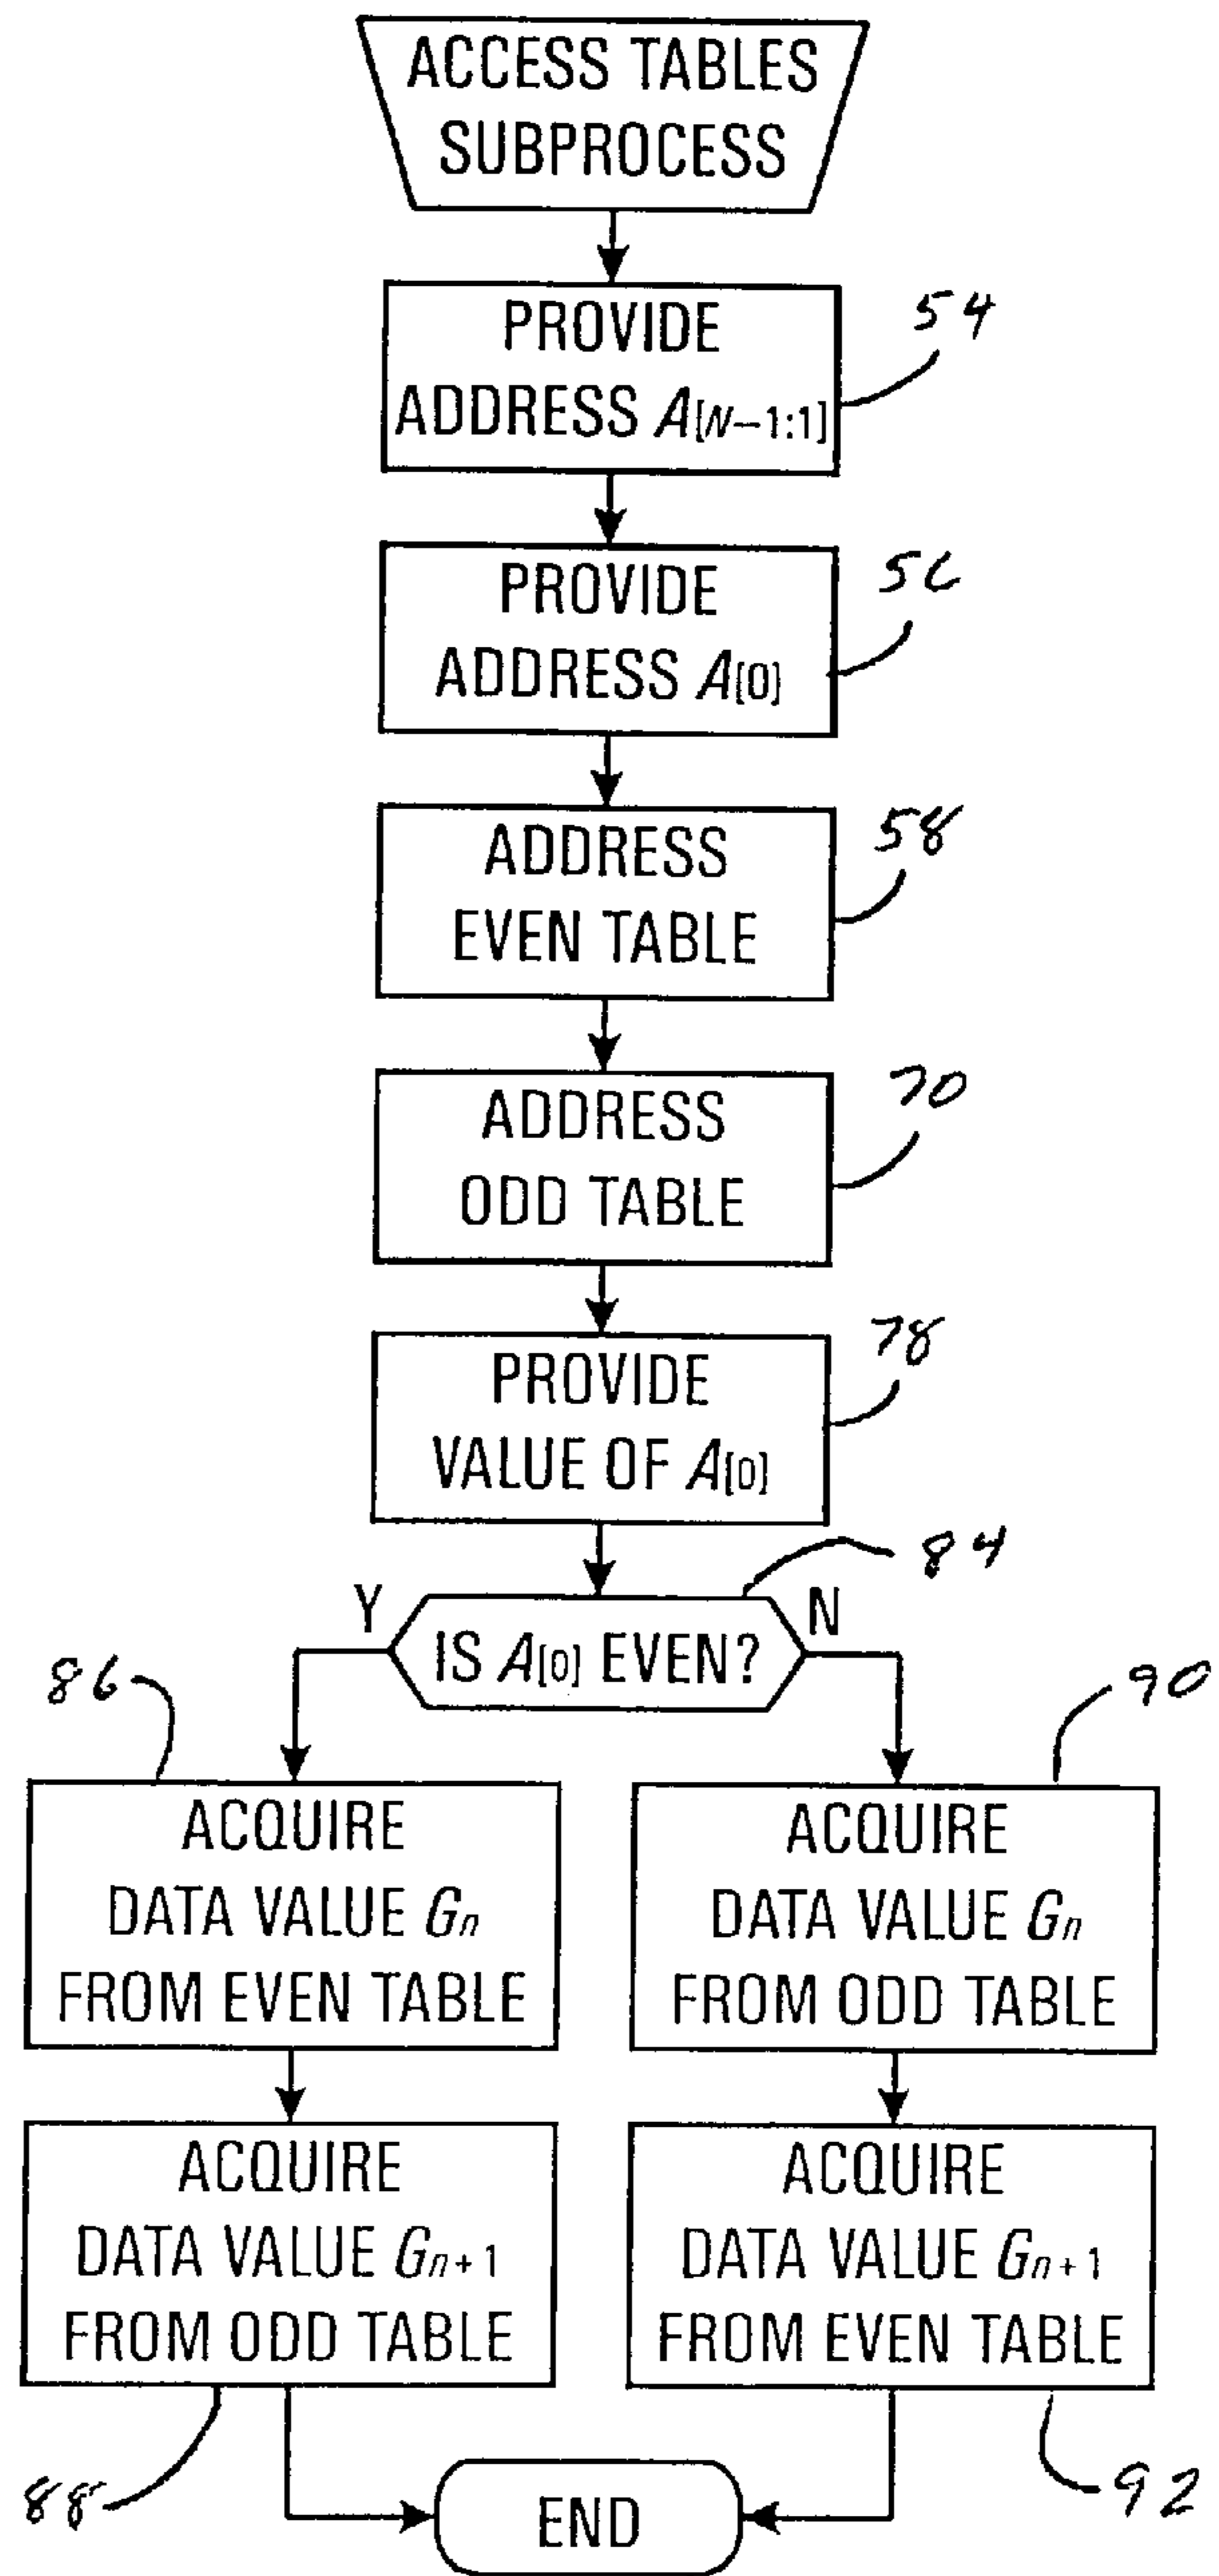 ACCESS TABLES
SUBPROCESS
PROVIDE
ADDRESS A[N-1:1]
54
PROVIDE
ADDRESS A[0]
56
ADDRESS
EVEN TABLE
58
ADDRESS
ODD TABLE
70
PROVIDE
VALUE OF A[0]
78
84
Y
N
IS A[0] EVEN?
86
90
ACQUIRE
DATA VALUE Gn
FROM EVEN TABLE
ACQUIRE
DATA VALUE Gn
FROM ODD TABLE
ACQUIRE
DATA VALUE Gn+1
FROM ODD TABLE
ACQUIRE
DATA VALUE Gn+1
FROM EVEN TABLE
88
92
END